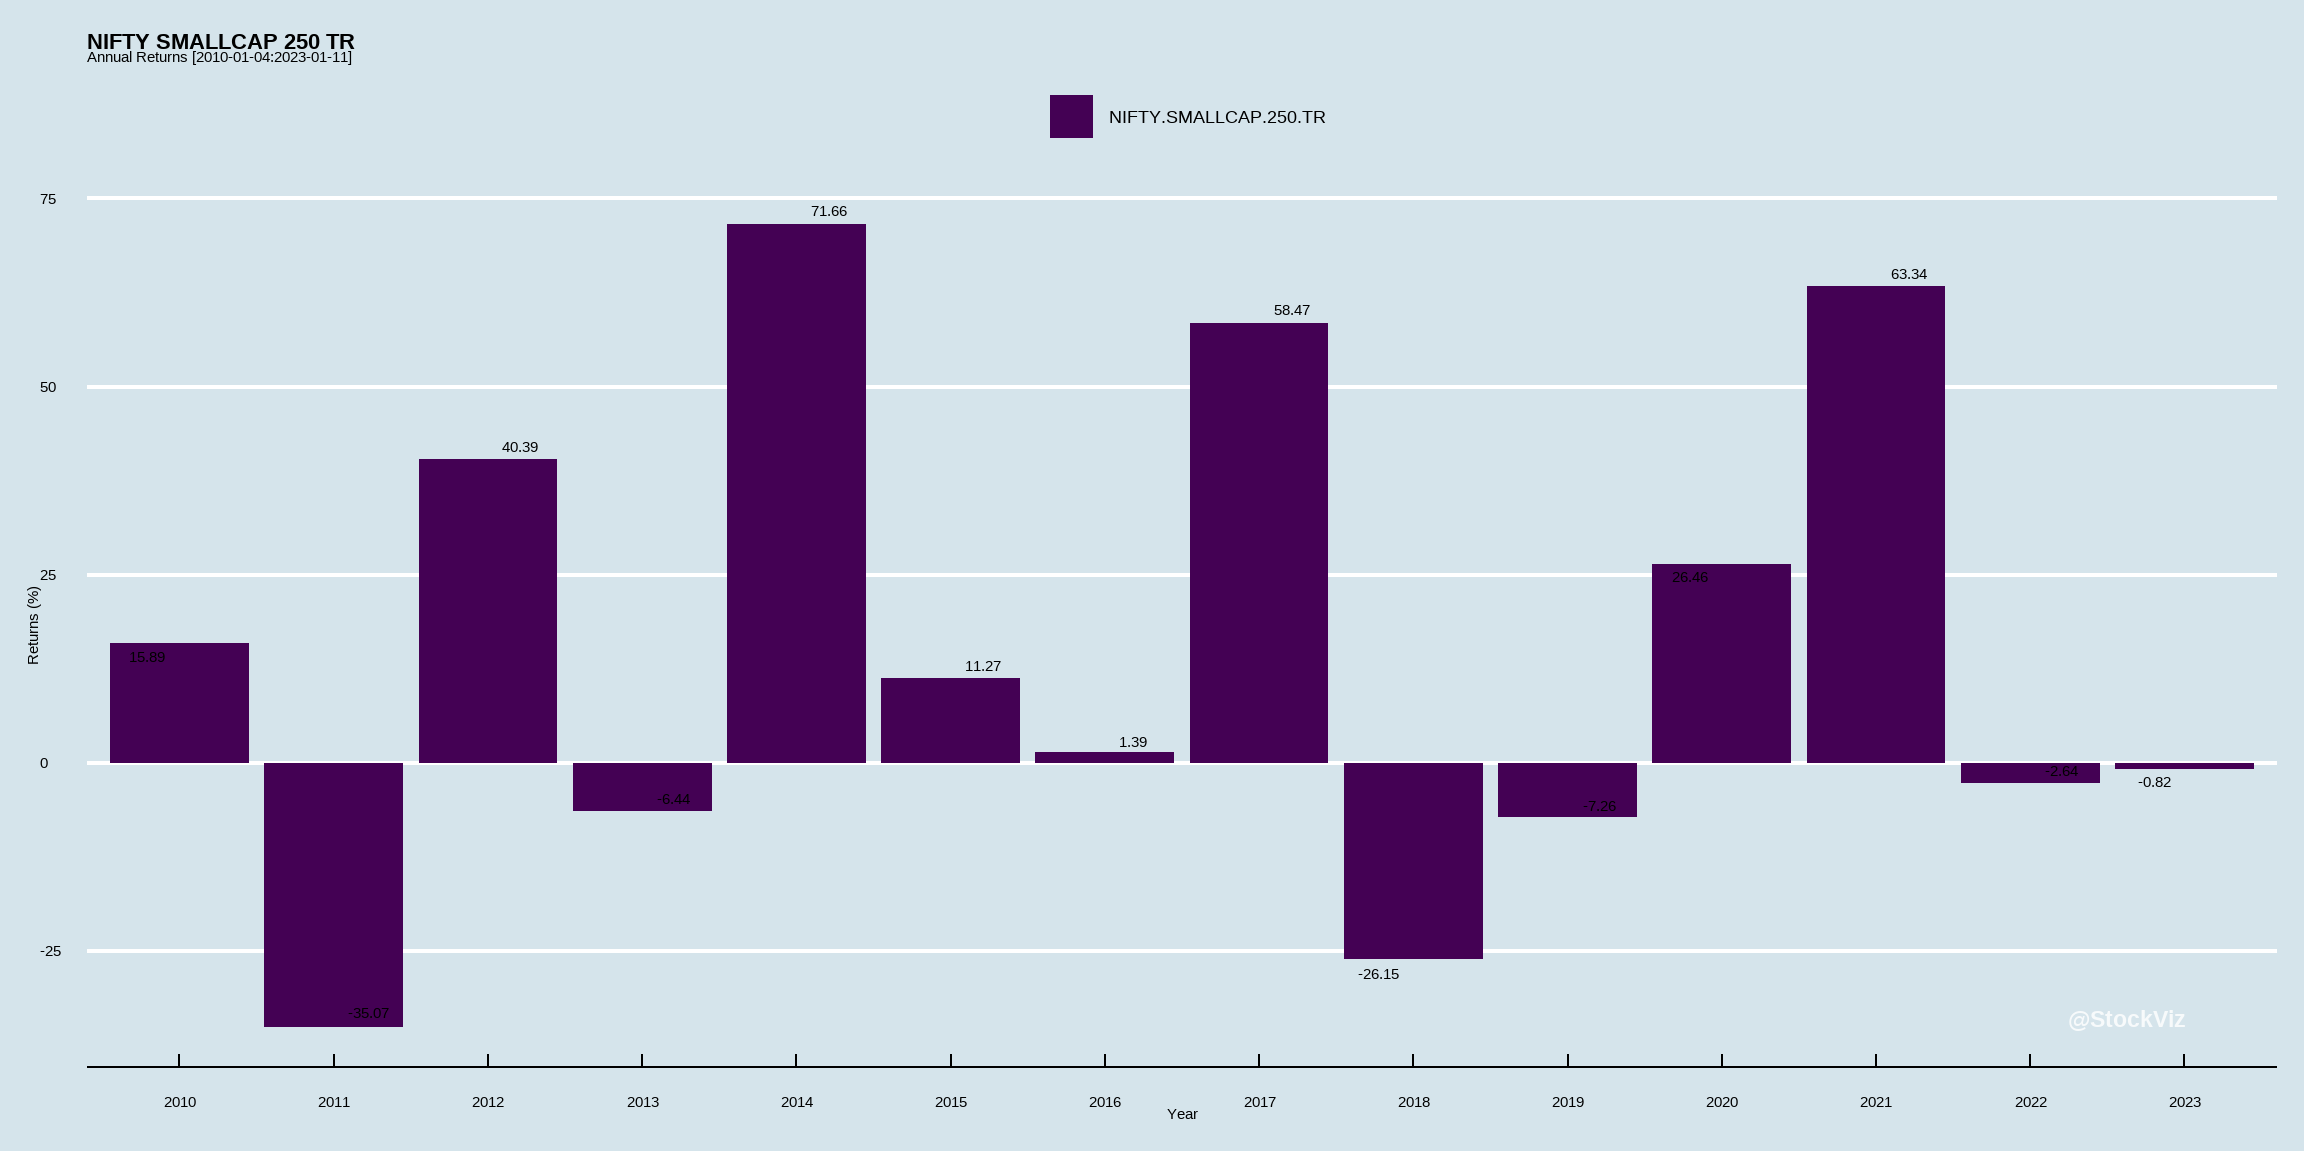 NIFTY SMALLCAP 250 TR
Annual Returns [2010-01-04:2023-01-11]
NIFTY.SMALLCAP.250.TR
75
71.66
63.34
58.47
50
40.39
25
26.46
Returns (%)
15.89
11.27
1.39
0
-2.64
-0.82
-6.44
-7.26
-25
-26.15
-35.07
@StockViz
2010 2011 2012 2013 2014 2015 2016 2017 2018 2019 2020 2021 2022 2023
Year